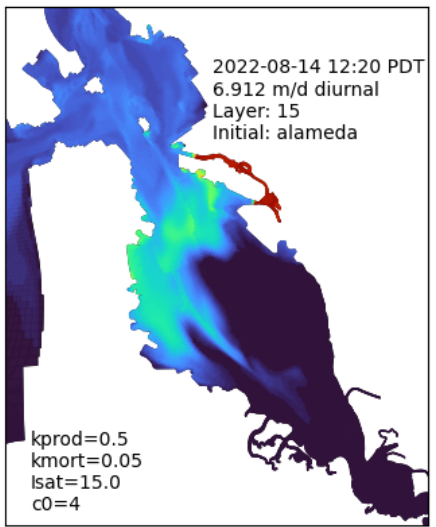 2022-08-14 12:20 PDT
6.912 m/d diurnal
Layer: 15
Initial: alameda
kprod=0.5
kmort=0.05
Isat=15.0
c0=4